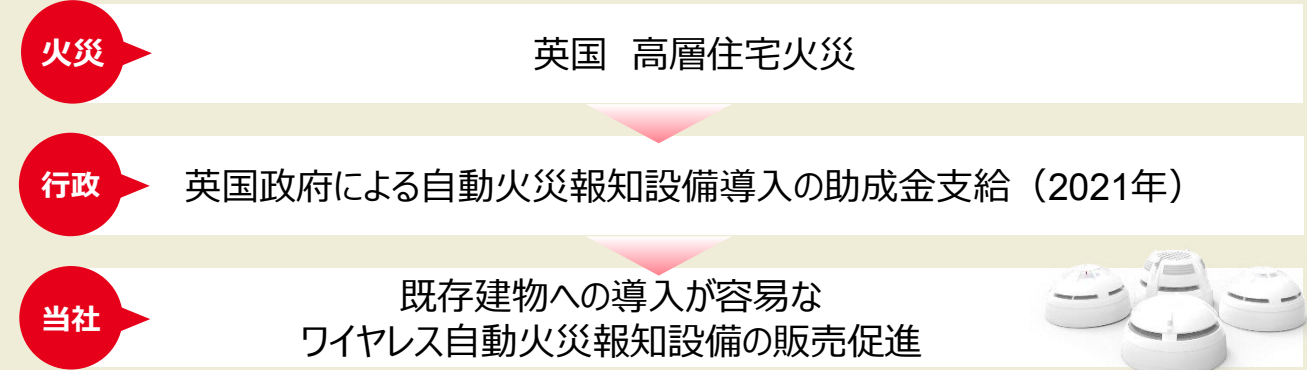 火災
英国 高層住宅火災
行政
英国政府による自動火災報知設備導入の助成金支給（2021年）
当社
既存建物への導入が容易な
ワイヤレス自動火災報知設備の販売促進